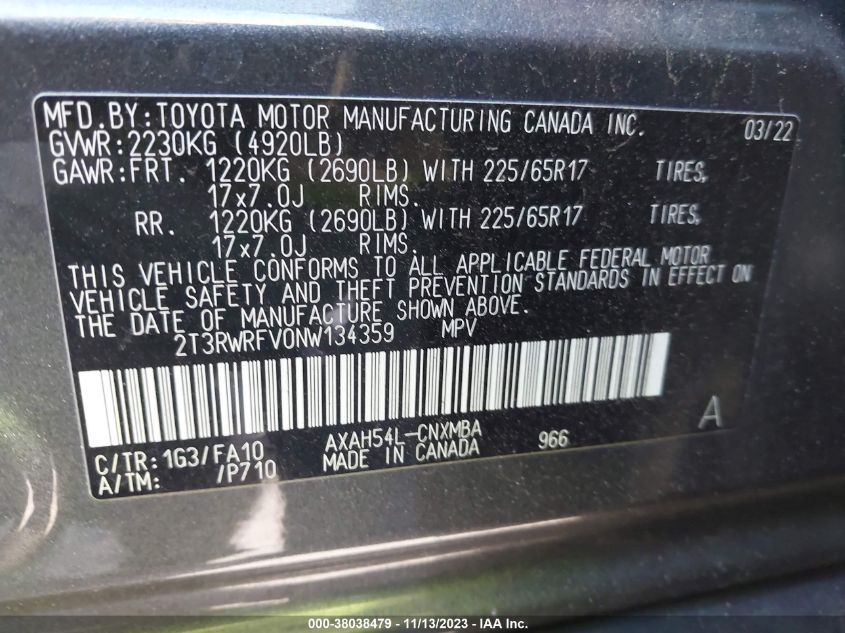 MFD.BY:TOYOTA MOTOR MANUFACTURING CANADA INC. 03/22
GVWR:2230KG (4920LB)
GAWR:FRT. 1220KG (2690LB) WITH 225/65R17 TIRES,
17x7.0J RIMS.
RR. 1220KG (2690LB) WITH 225/65R17 TIRES,
17x7.0J RIMS.
THIS VEHICLE CONFORMS TO ALL APPLICABLE FEDERAL MOTOR
VEHICLE SAFETY AND THEFT PREVENTION STANDARDS IN EFFECT ON
THE DATE OF MANUFACTURE SHOWN ABOVE.
2T3RWRFV0NW134359 MPV
A
C/TR:1G3/FA10 AXAH54L-CNXMBA 966
A/TM: /P710 MADE IN CANADA
000-38038479 - 11/13/2023 - IAAI.com